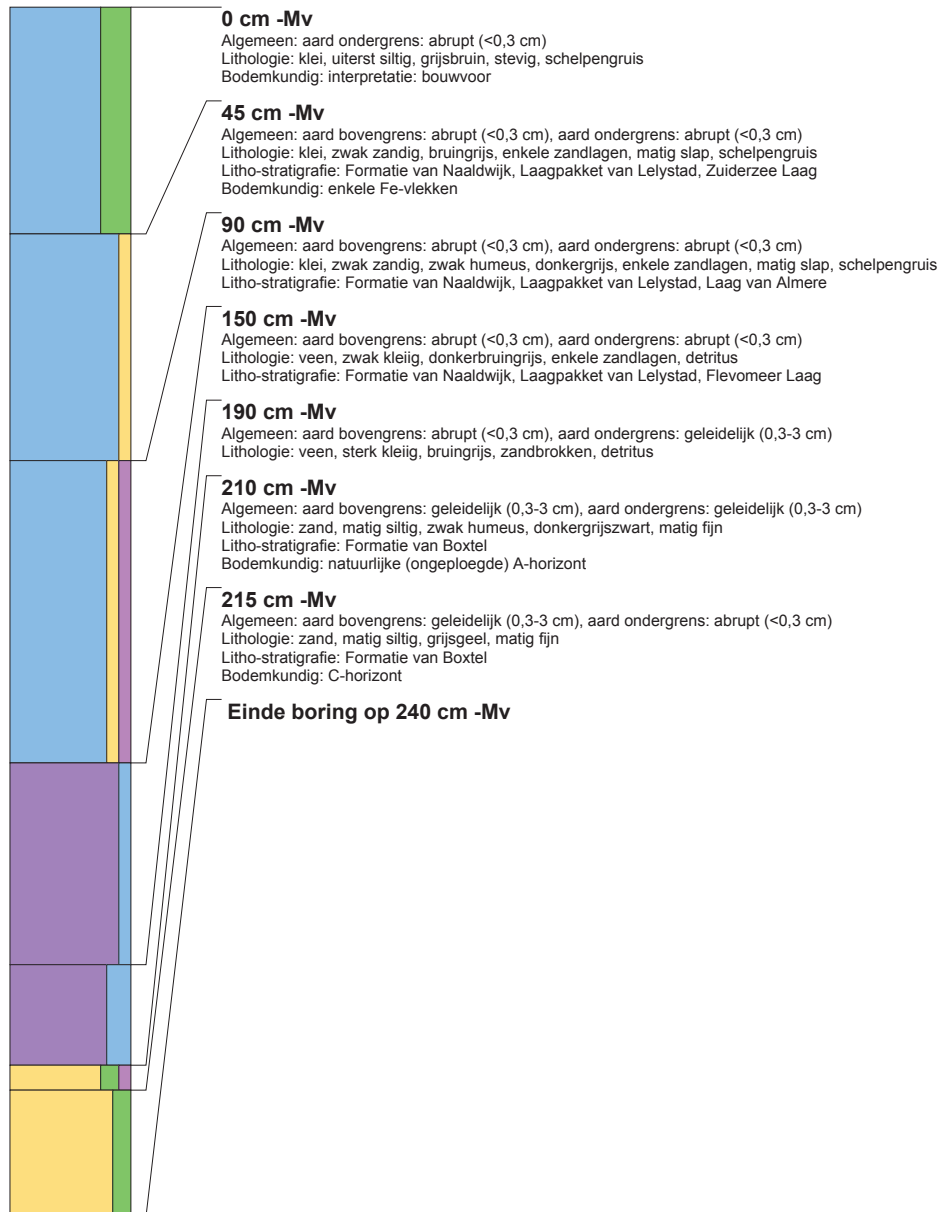 0 cm -Mv
Algemeen: aard ondergrens: abrupt (<0,3 cm)
Lithologie: klei, uiterst siltig, grijsbruin, stevig, schelpengruis
Bodemkundig: interpretatie: bouwvoor
45 cm -Mv
Algemeen: aard bovengrens: abrupt (<0,3 cm), aard ondergrens: abrupt (<0,3 cm)
Lithologie: klei, zwak zandig, bruingrijs, enkele zandlagen, matig slap, schelpengruis
Litho-stratigrafie: Formatie van Naaldwijk, Laagpakket van Lelystad, Zuiderzee Laag
Bodemkundig: enkele Fe-vlekken
90 cm -Mv
Algemeen: aard bovengrens: abrupt (<0,3 cm), aard ondergrens: abrupt (<0,3 cm)
Lithologie: klei, zwak zandig, zwak humeus, donkergrijs, enkele zandlagen, matig slap, schelpengruis
Litho-stratigrafie: Formatie van Naaldwijk, Laagpakket van Lelystad, Laag van Almere
150 cm -Mv
Algemeen: aard bovengrens: abrupt (<0,3 cm), aard ondergrens: abrupt (<0,3 cm)
Lithologie: veen, zwak kleiig, donkerbruingrijs, enkele zandlagen, detritus
Litho-stratigrafie: Formatie van Naaldwijk, Laagpakket van Lelystad, Flevomeer Laag
190 cm -Mv
Algemeen: aard bovengrens: abrupt (<0,3 cm), aard ondergrens: geleidelijk (0,3-3 cm)
Lithologie: veen, sterk kleiig, bruingrijs, zandbrokken, detritus
210 cm -Mv
Algemeen: aard bovengrens: geleidelijk (0,3-3 cm), aard ondergrens: geleidelijk (0,3-3 cm)
Lithologie: zand, matig siltig, zwak humeus, donkergrijszwart, matig fijn
Litho-stratigrafie: Formatie van Boxtel
Bodemkundig: natuurlijke (ongeploegde) A-horizont
215 cm -Mv
Algemeen: aard bovengrens: geleidelijk (0,3-3 cm), aard ondergrens: abrupt (<0,3 cm)
Lithologie: zand, matig siltig, grijsgeel, matig fijn
Litho-stratigrafie: Formatie van Boxtel
Bodemkundig: C-horizont
Einde boring op 240 cm -Mv